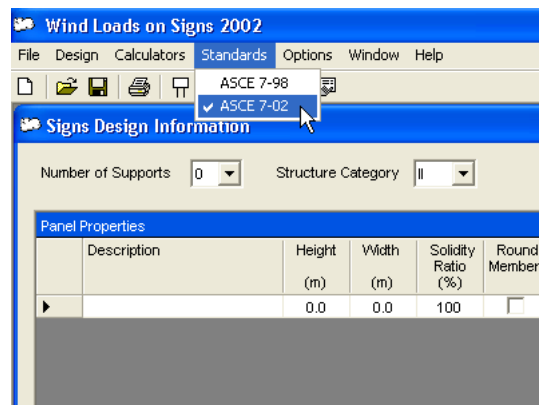 Wind Loads on Signs 2002
File Design Calculators Standards Options Window Help
ASCE 7-98
ASCE 7-02
Signs Design Information
Number of Supports 0 Structure Category II
Panel Properties
Description Height Width Solidity Round
Ratio Member
(m) (m) (%)
0.0 0.0 100